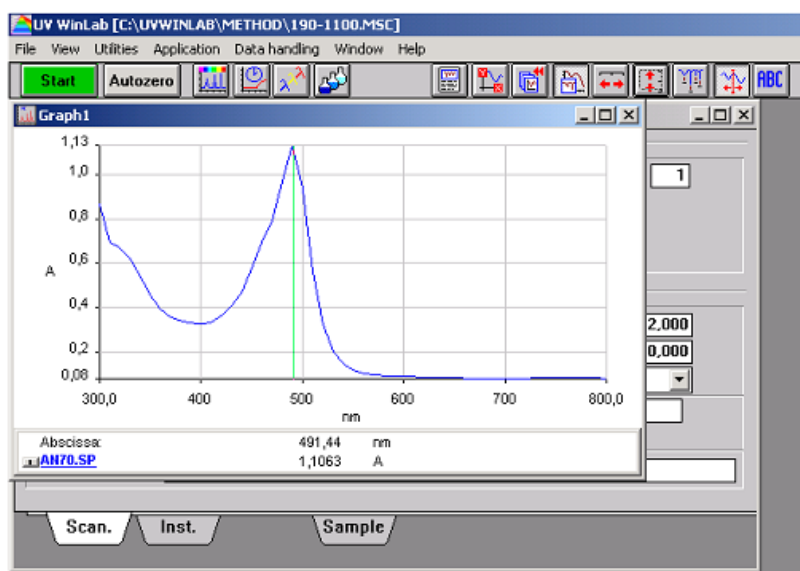 UV WinLab [C:\UVWINLAB\METHOD\190-1100.MSC]
File View Utilities Application Data handling Window Help
Start Autozero ABC
Graph1
1,13
1,0
0,8
0,6
A
0,4
0,2
0,08
300,0 400 500 600 700 800,0
nm
1
2,000
0,000
Abscissa: 491,44 nm
AN70.SP 1,1063 A
Scan. Inst. Sample